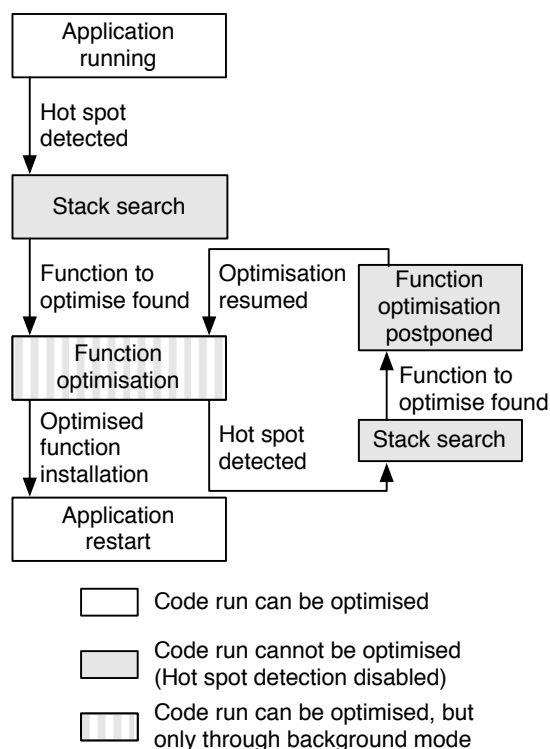 Application
running
Hot spot
detected
Stack search
Function to
optimise found
Optimisation
resumed
Function
optimisation
postponed
Function
optimisation
Function to
optimise found
Optimised
function
installation
Hot spot
detected
Stack search
Application
restart
Code run can be optimised
Code run cannot be optimised
(Hot spot detection disabled)
Code run can be optimised, but
only through background mode